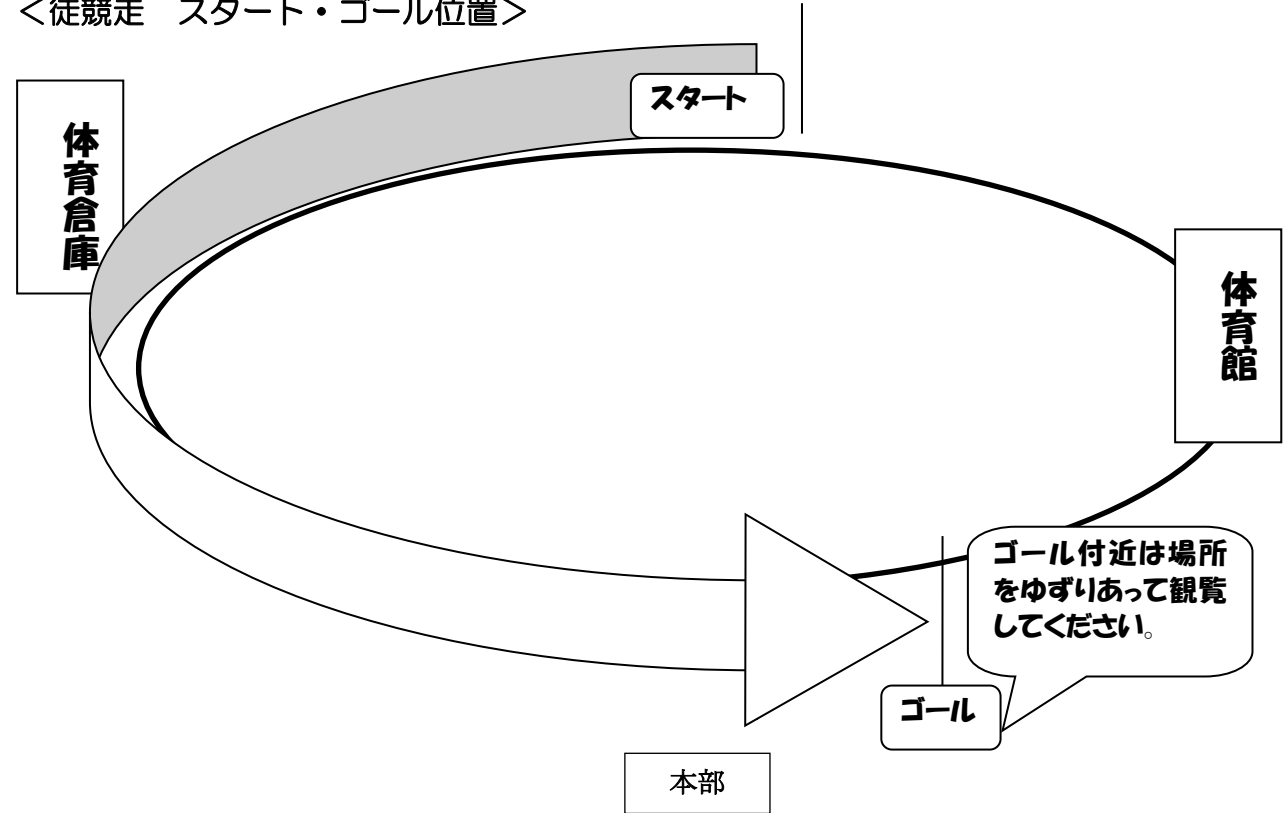 ＜徒競走　スタート・ゴール位置＞
スタート
体育倉庫
体育館
ゴール付近は場所
をゆずりあって観覧
してください。
ゴール
本部